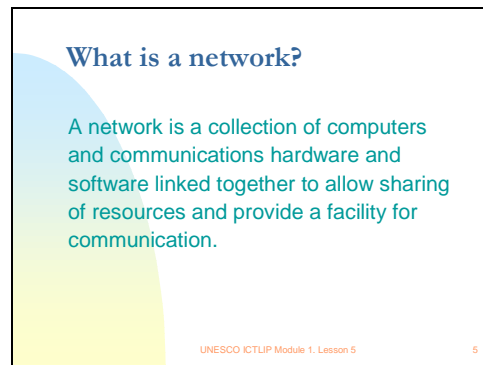 What is a network?
A network is a collection of computers
and communications hardware and
software linked together to allow sharing
of resources and provide a facility for
communication.
UNESCO ICTLIP Module 1. Lesson 5
5